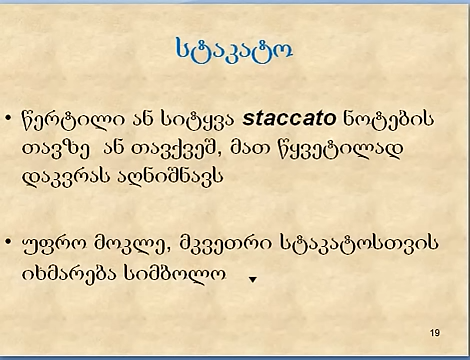 სტაკატო
• წერტილი ან სიტყვა staccato ნოტების
თავზე ან თავქვეშ, მათ წყვეტილად
დაკვრას აღნიშნავს
• უფრო მოკლე, მკვეთრი სტაკატოსთვის
იხმარება სიმბოლო ▾
19